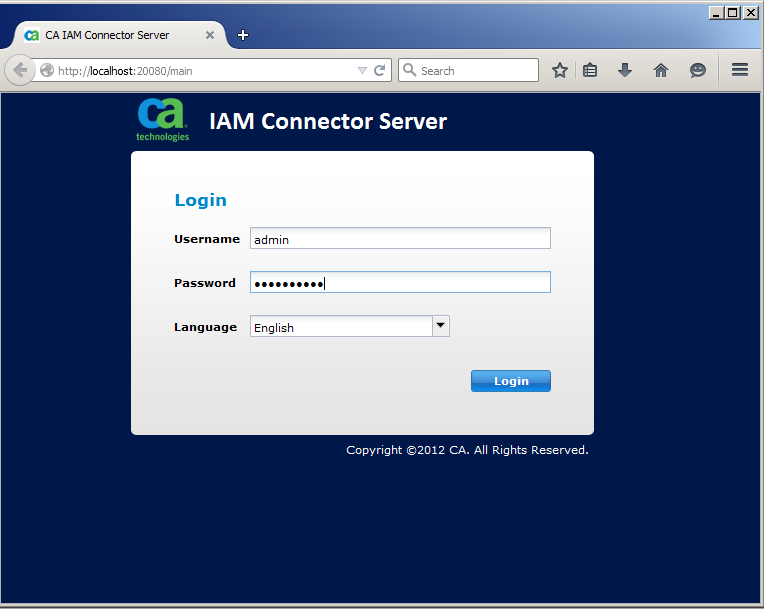 CA IAM Connector Server
http://localhost:20080/main
Search
ca
technologies
IAM Connector Server
Login
Username admin
Password ●●●●●●●●●●
Language English
Login
Copyright ©2012 CA. All Rights Reserved.